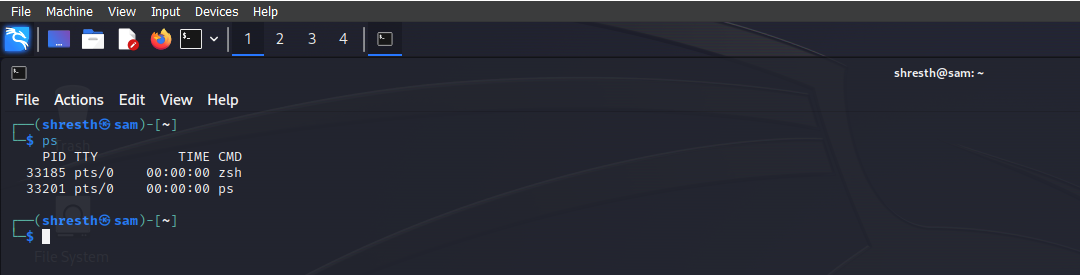 File Machine View Input Devices Help
1 2 3 4
shresth@sam: ~
File Actions Edit View Help
┌──(shresth㉿sam)-[~]
└─$ ps
    PID TTY          TIME CMD
  33185 pts/0    00:00:00 zsh
  33201 pts/0    00:00:00 ps
┌──(shresth㉿sam)-[~]
└─$
File System